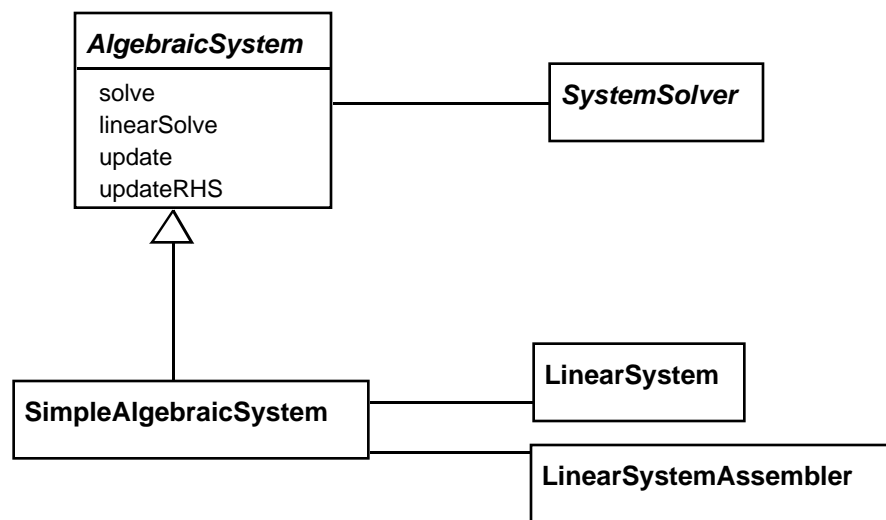 AlgebraicSystem
solve
linearSolve
update
updateRHS
SystemSolver
SimpleAlgebraicSystem
LinearSystem
LinearSystemAssembler